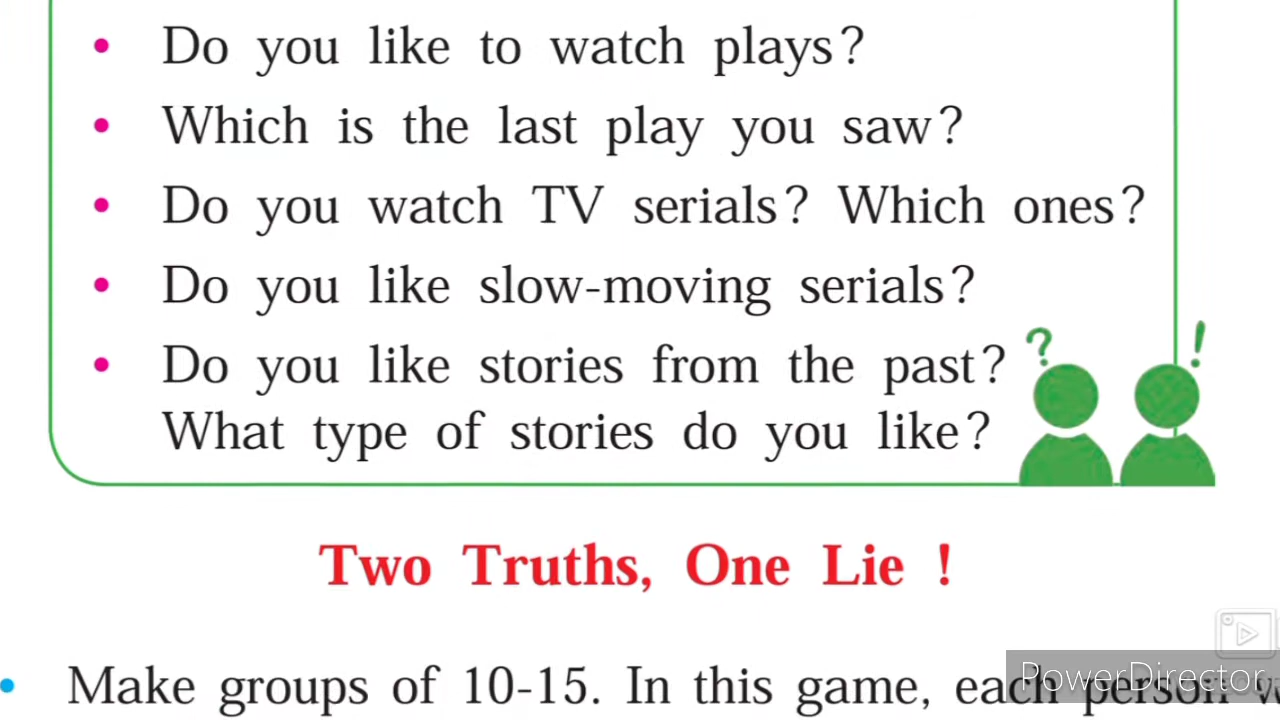 • Do you like to watch plays?
• Which is the last play you saw?
• Do you watch TV serials? Which ones?
• Do you like slow-moving serials?
• Do you like stories from the past?
What type of stories do you like?
? !
Two Truths, One Lie !
• Make groups of 10-15. In this game, each person
PowerDirector